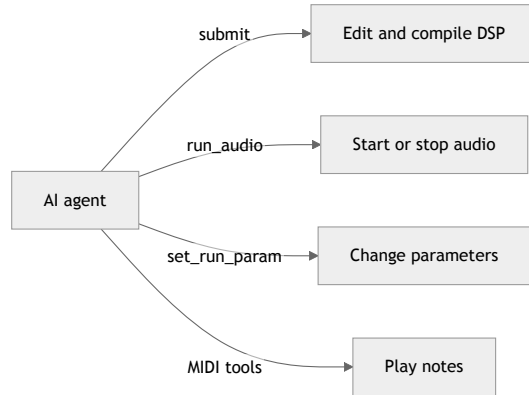 submit
Edit and compile DSP
run_audio
Start or stop audio
AI agent
set_run_param
Change parameters
MIDI tools
Play notes